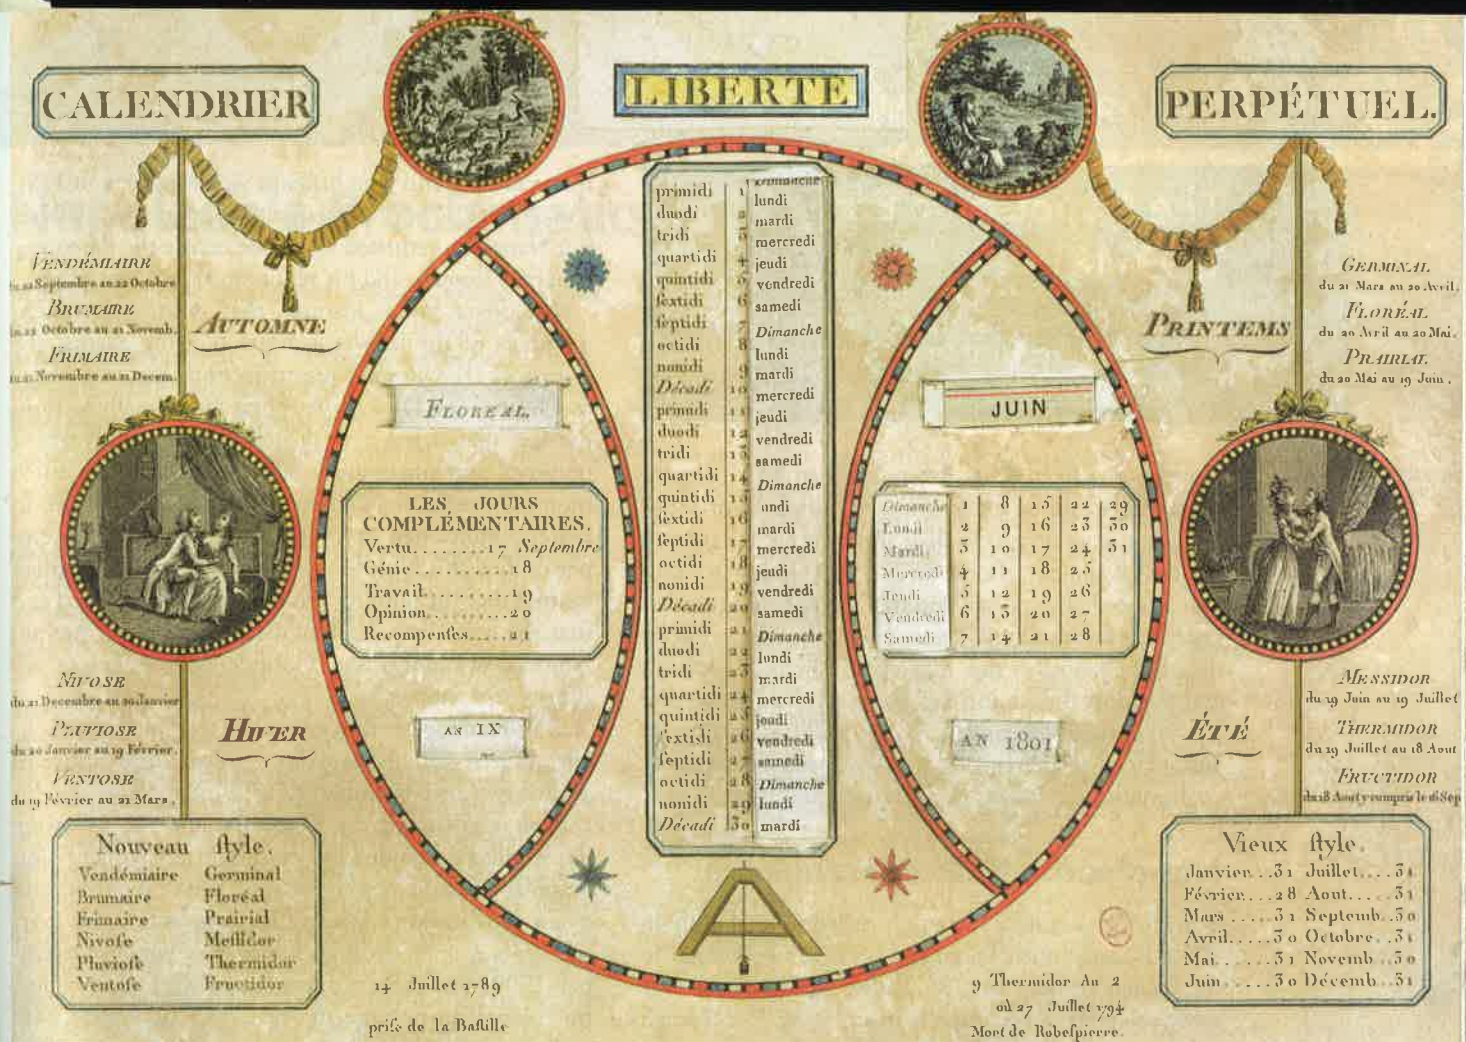 CALENDRIER
LIBERTE
PERPÉTUEL.
VENDÉMIAIRE
du 22 Septembre au 22 Octobre
BRUMAIRE
Octobre au 21 Novemb.
FRIMAIRE
Novembre au 21 Decem.
AUTOMNE
PRINTEMS
GERMINAL
du 21 Mars au 20 Avril.
FLORÉAL
du 20 Avril au 20 Mai.
PRAIRIAL
du 20 Mai au 19 Juin.
FLOREAL.
LES JOURS
COMPLÉMENTAIRES.
Vertu........17 Septembre
Génie..........18
Travail..........19
Opinion.........20
Recompenſes.....21
AN IX
primidi 1 Dimanche
duodi 2 lundi
tridi 3 mardi
quartidi 4 mercredi
quintidi 5 jeudi
ſextidi 6 vendredi
ſeptidi 7 samedi
octidi 8 Dimanche
nonidi 9 lundi
Décadi 10 mardi
primidi 11 mercredi
duodi 12 jeudi
tridi 13 vendredi
quartidi 14 samedi
quintidi 15 Dimanche
ſextidi 16 undi
ſeptidi 17 mardi
octidi 18 mercredi
nonidi 19 jeudi
Décadi 20 vendredi
primidi 21 samedi
duodi 22 Dimanche
tridi 23 lundi
quartidi 24 mardi
quintidi 25 mercredi
ſextidi 26 jeudi
ſeptidi 27 vendredi
octidi 28 samedi
nonidi 29 Dimanche
Décadi 30 lundi
mardi
JUIN
Dimanche 1 8 15 22 29
Lundi 2 9 16 23 30
Mardi 3 10 17 24 31
Mercredi 4 11 18 25
Jeudi 5 12 19 26
Vendredi 6 13 20 27
Samedi 7 14 21 28
AN 1801
NIVOSE
du 21 Decembre au 20 Janvier
PLUVIOSE
du 20 Janvier au 19 Février.
VENTOSE
du 19 Février au 21 Mars.
HIVER
ÉTÉ
MESSIDOR
du 19 Juin au 19 Juillet
THERMIDOR
du 19 Juillet au 18 Aout
FRUCTIDOR
du 18 Aout y compris le 16 Sep
Nouveau ſtyle.
Vendémiaire Germinal
Brumaire Floréal
Frimaire Prairial
Nivoſe Meſſidor
Pluvioſe Thermidor
Ventoſe Fructidor
Vieux ſtyle.
Janvier...31 Juillet....31
Février...28 Aout.....31
Mars.....31 Septemb..30
Avril.....30 Octobre..31
Mai......31 Novemb..30
Juin.....30 Décemb..31
14 Juillet 1789
priſe de la Baſtille
9 Thermidor An 2
où 27 Juillet 1794
Mort de Robeſpierre.